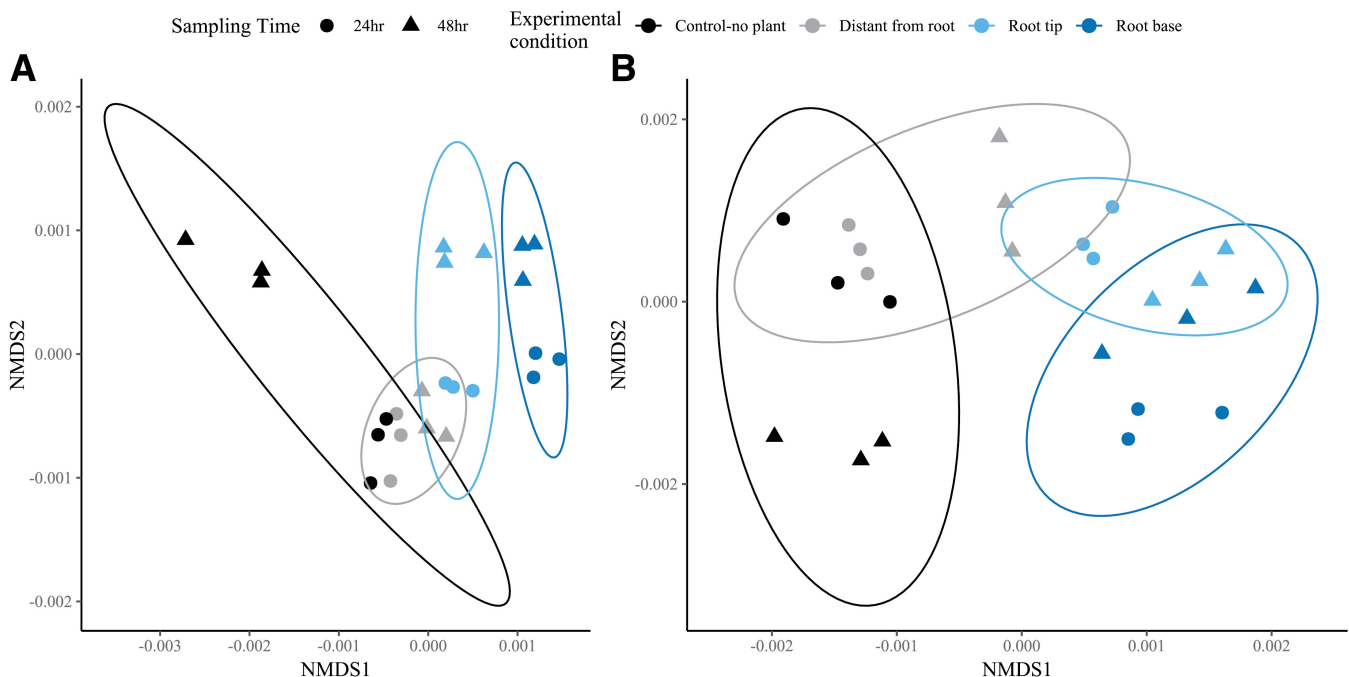 Sampling Time 24hr 48hr Experimental condition Control-no plant Distant from root Root tip Root base
A
B
0.002
0.001
0.000
-0.001
-0.002
NMDS2
-0.003 -0.002 -0.001 0.000 0.001
NMDS1
0.002
0.000
-0.002
NMDS2
-0.002 -0.001 0.000 0.001 0.002
NMDS1